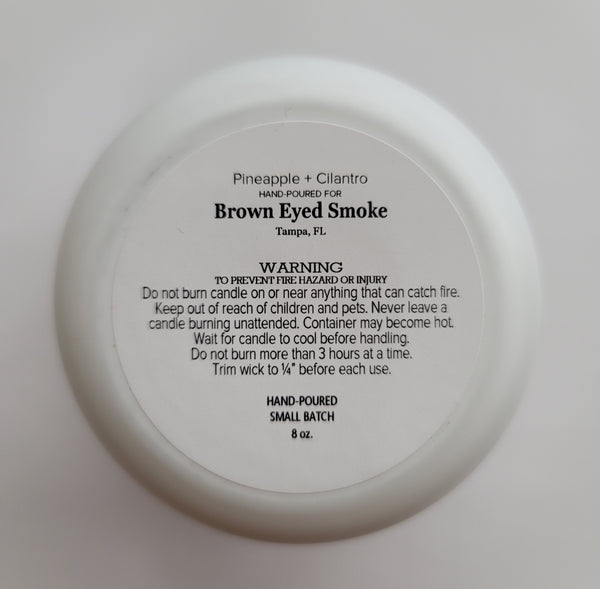 Pineapple + Cilantro
HAND-POURED FOR
Brown Eyed Smoke
Tampa, FL
WARNING
TO PREVENT FIRE HAZARD OR INJURY
Do not burn candle on or near anything that can catch fire.
Keep out of reach of children and pets. Never leave a
candle burning unattended. Container may become hot.
Wait for candle to cool before handling.
Do not burn more than 3 hours at a time.
Trim wick to ¼" before each use.
HAND-POURED
SMALL BATCH
8 oz.